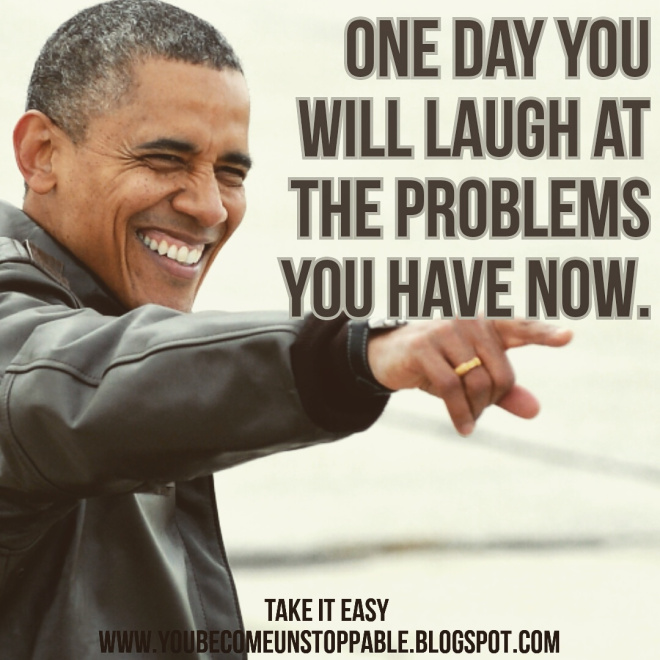 ONE DAY YOU
WILL LAUGH AT
THE PROBLEMS
YOU HAVE NOW.
TAKE IT EASY
WWW.YOUBECOMEUNSTOPPABLE.BLOGSPOT.COM